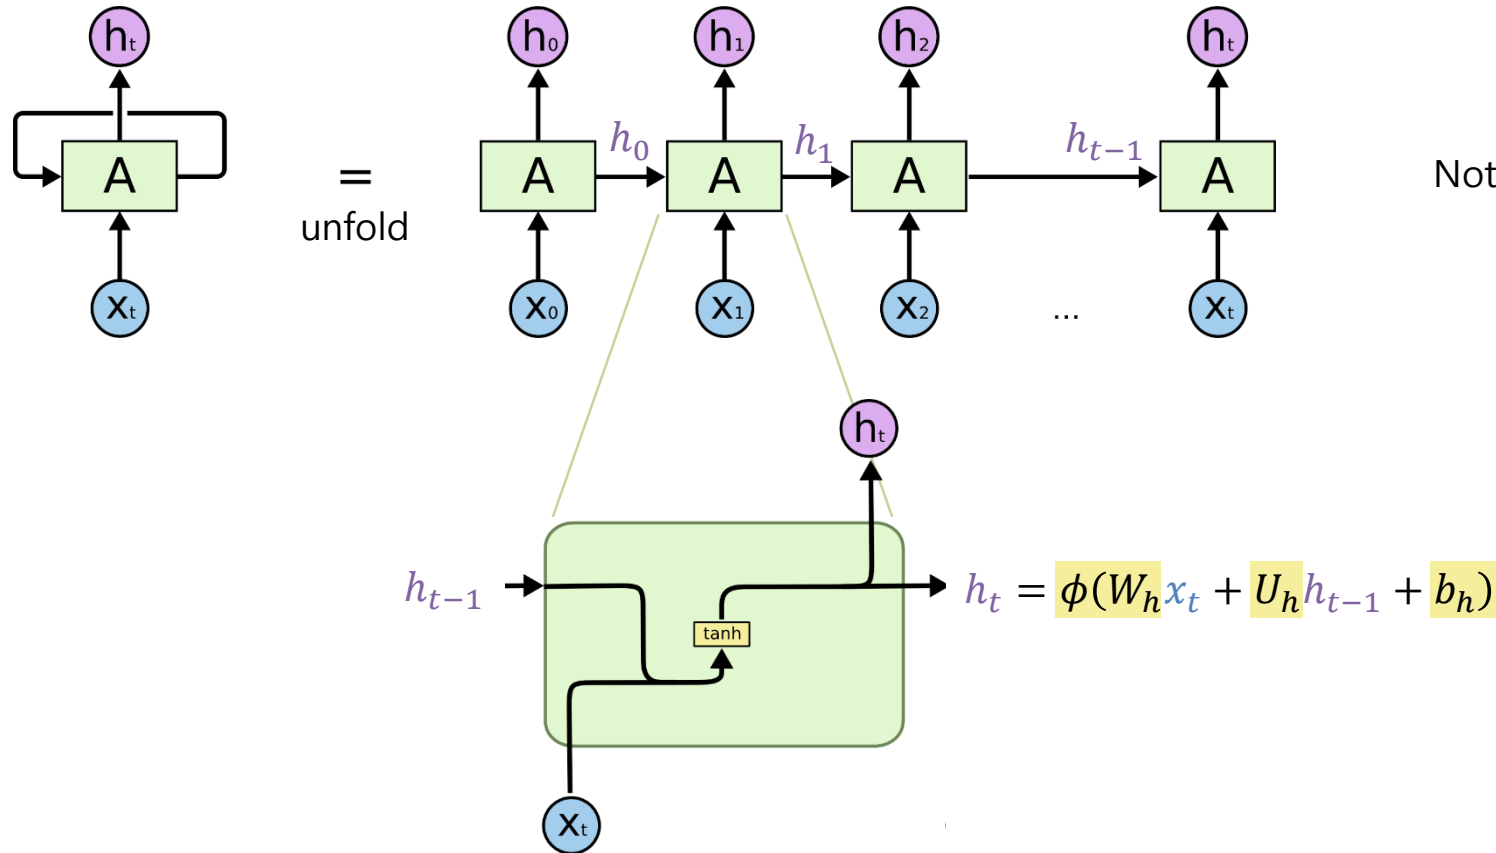 hₜ h₀ h₁ h₂ hₜ
h₀ h₁ hₜ₋₁
A = A A A A Not
unfold
xₜ x₀ x₁ x₂ ... xₜ
hₜ
hₜ₋₁ hₜ = ϕ(Wₕxₜ + Uₕhₜ₋₁ + bₕ)
tanh
xₜ